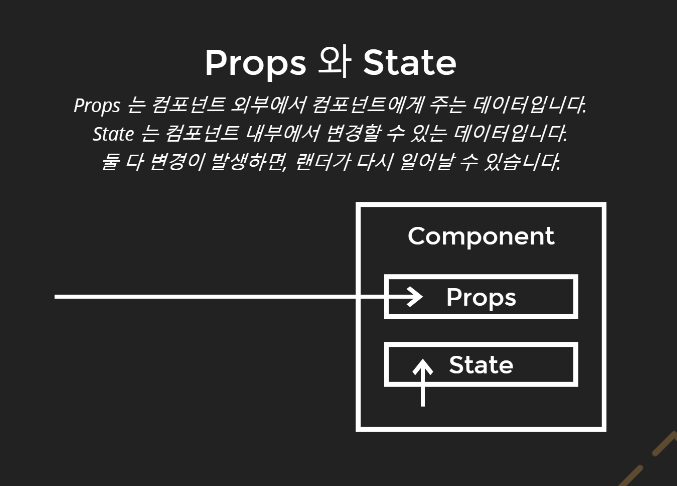 Props 와 State
Props 는 컴포넌트 외부에서 컴포넌트에게 주는 데이터입니다.
State 는 컴포넌트 내부에서 변경할 수 있는 데이터입니다.
둘 다 변경이 발생하면, 랜더가 다시 일어날 수 있습니다.
Component
Props
State